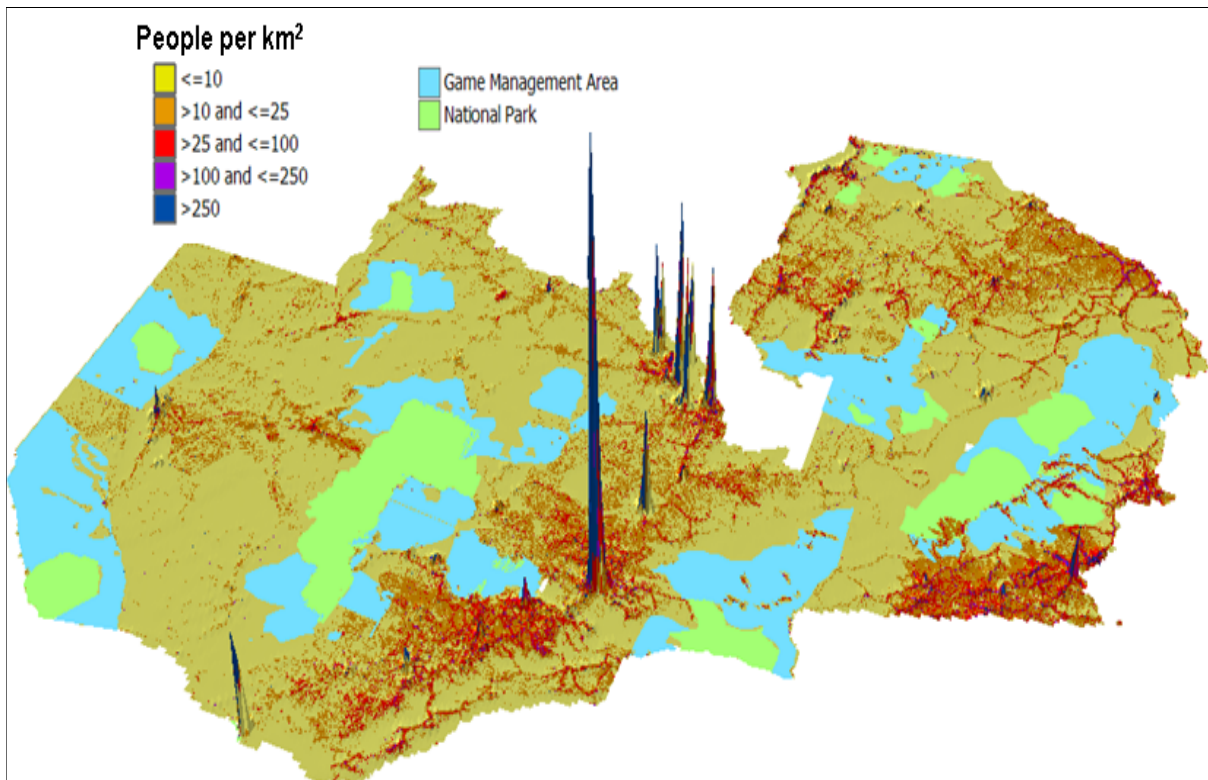 People per km²
<=10
>10 and <=25
>25 and <=100
>100 and <=250
>250
Game Management Area
National Park